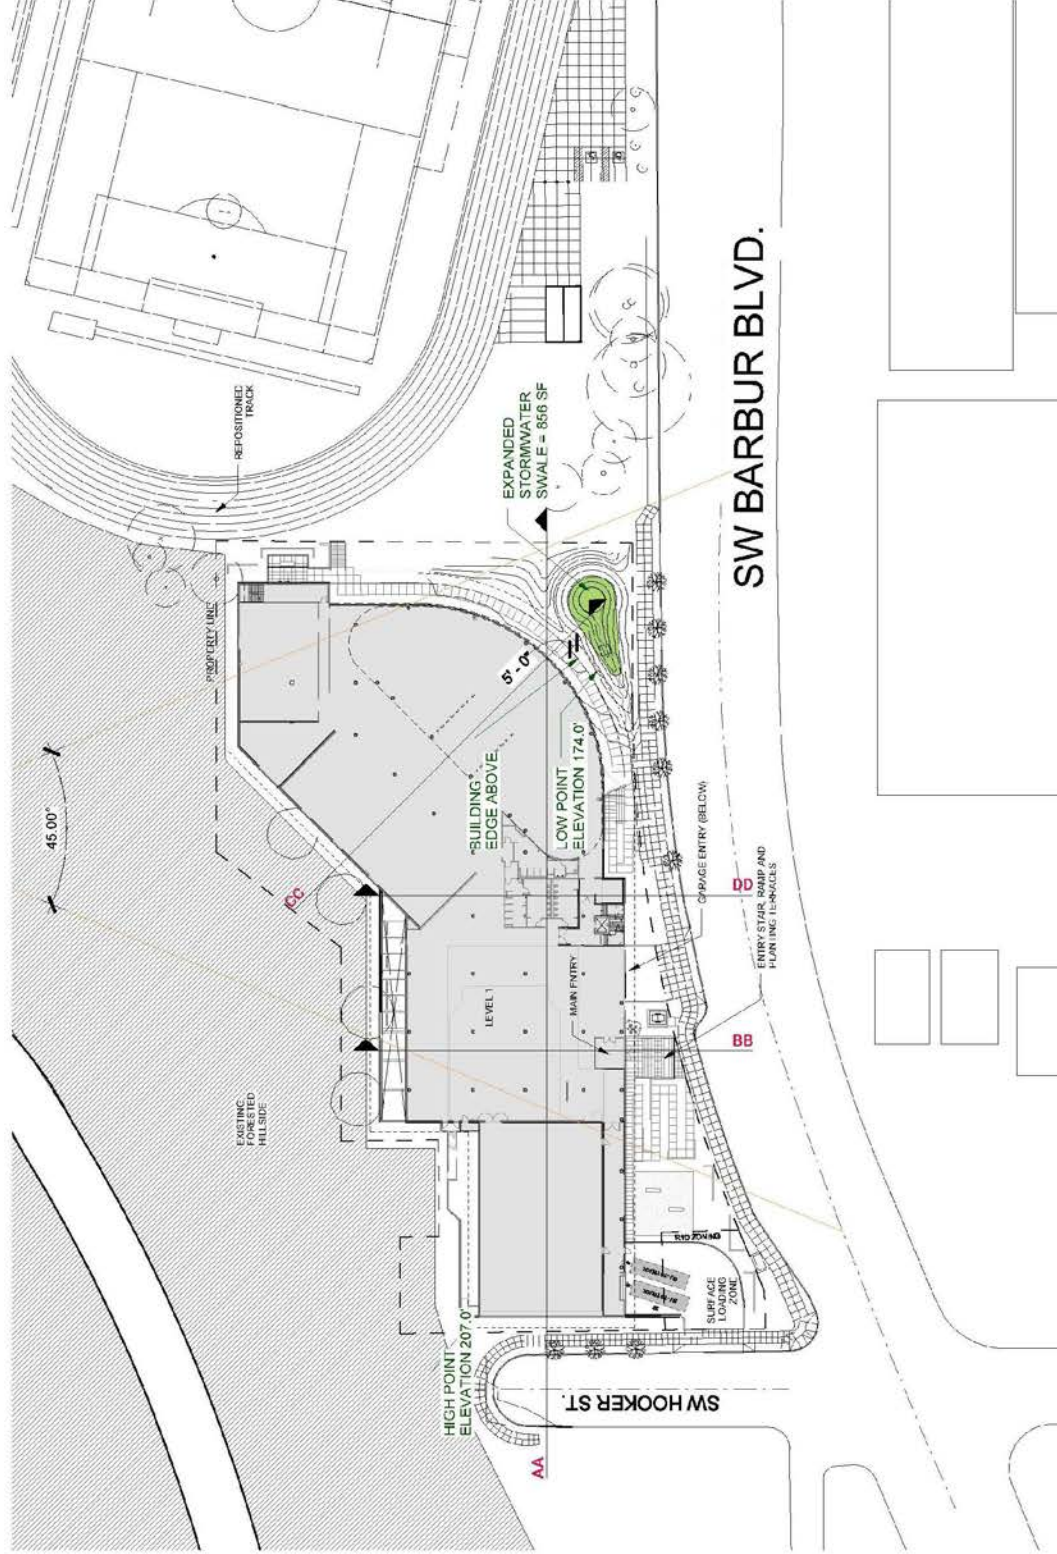 REPOSITIONED
TRACK
EXPANDED
STORMWATER
SWALE = 856 SF
SW BARBUR BLVD.
PROPERTY LINE
5' - 0"
45.00°
BUILDING
EDGE ABOVE
LOW POINT
ELEVATION 174.0'
GARAGE ENTRY (BELOW)
CC
DD
ENTRY STAIR, RAMP AND
PLANTING TERRACES
LEVEL 1
MAIN ENTRY
BB
EXISTING
FORESTED
HILLSIDE
SURFACE
LOADING
ZONE
HIGH POINT
ELEVATION 207.0'
SW HOOKER ST.
AA